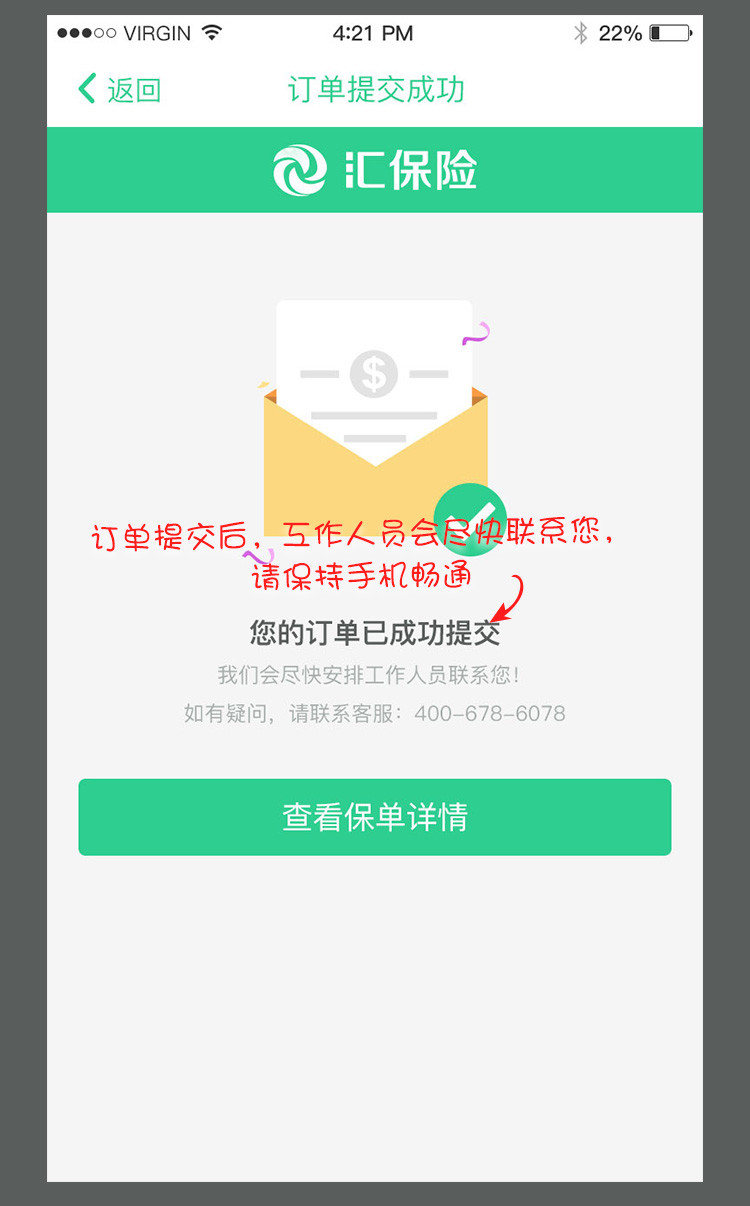 VIRGIN 4:21 PM 22%
返回 订单提交成功
汇保险
$
订单提交后，工作人员会尽快联系您，
请保持手机畅通
您的订单已成功提交
我们会尽快安排工作人员联系您！
如有疑问，请联系客服：400-678-6078
查看保单详情